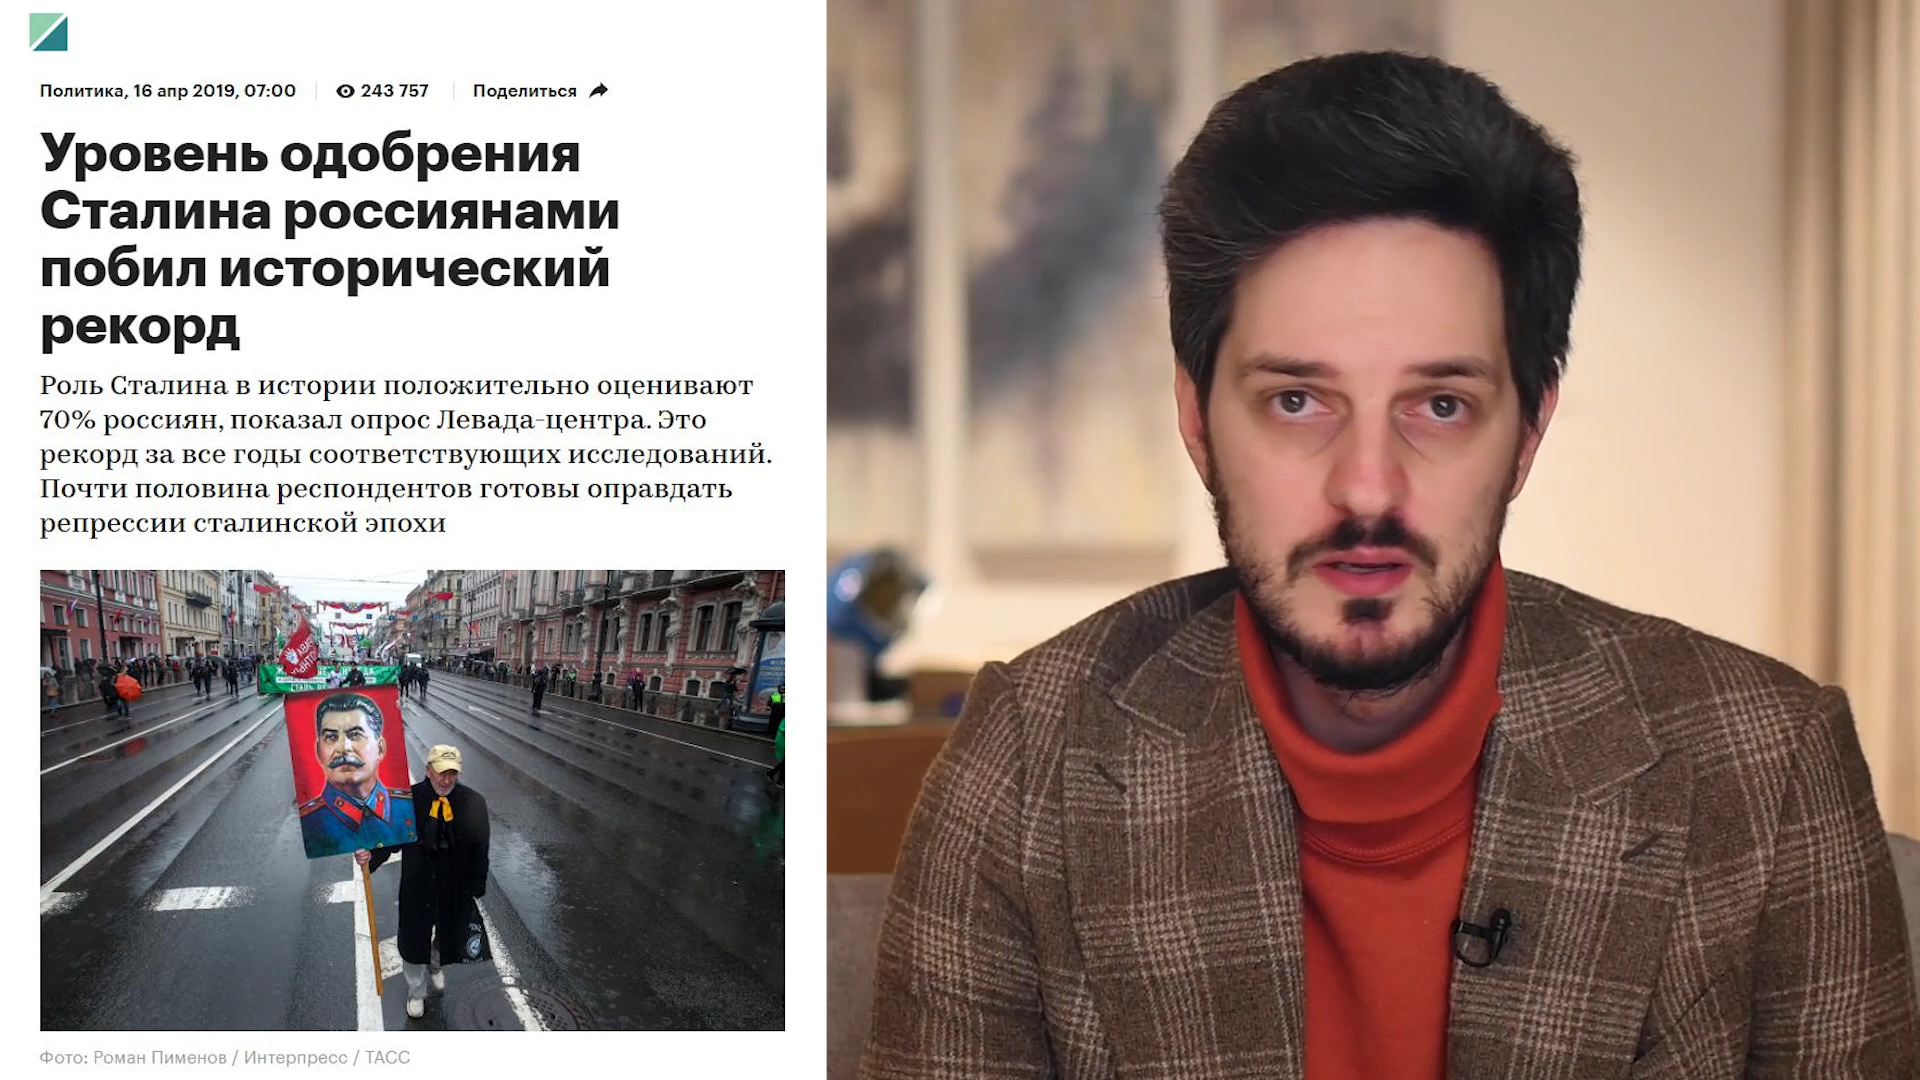 Политика, 16 апр 2019, 07:00 243 757 Поделиться
Уровень одобрения
Сталина россиянами
побил исторический
рекорд
Роль Сталина в истории положительно оценивают
70% россиян, показал опрос Левада-центра. Это
рекорд за все годы соответствующих исследований.
Почти половина респондентов готовы оправдать
репрессии сталинской эпохи
Фото: Роман Пименов / Интерпресс / ТАСС